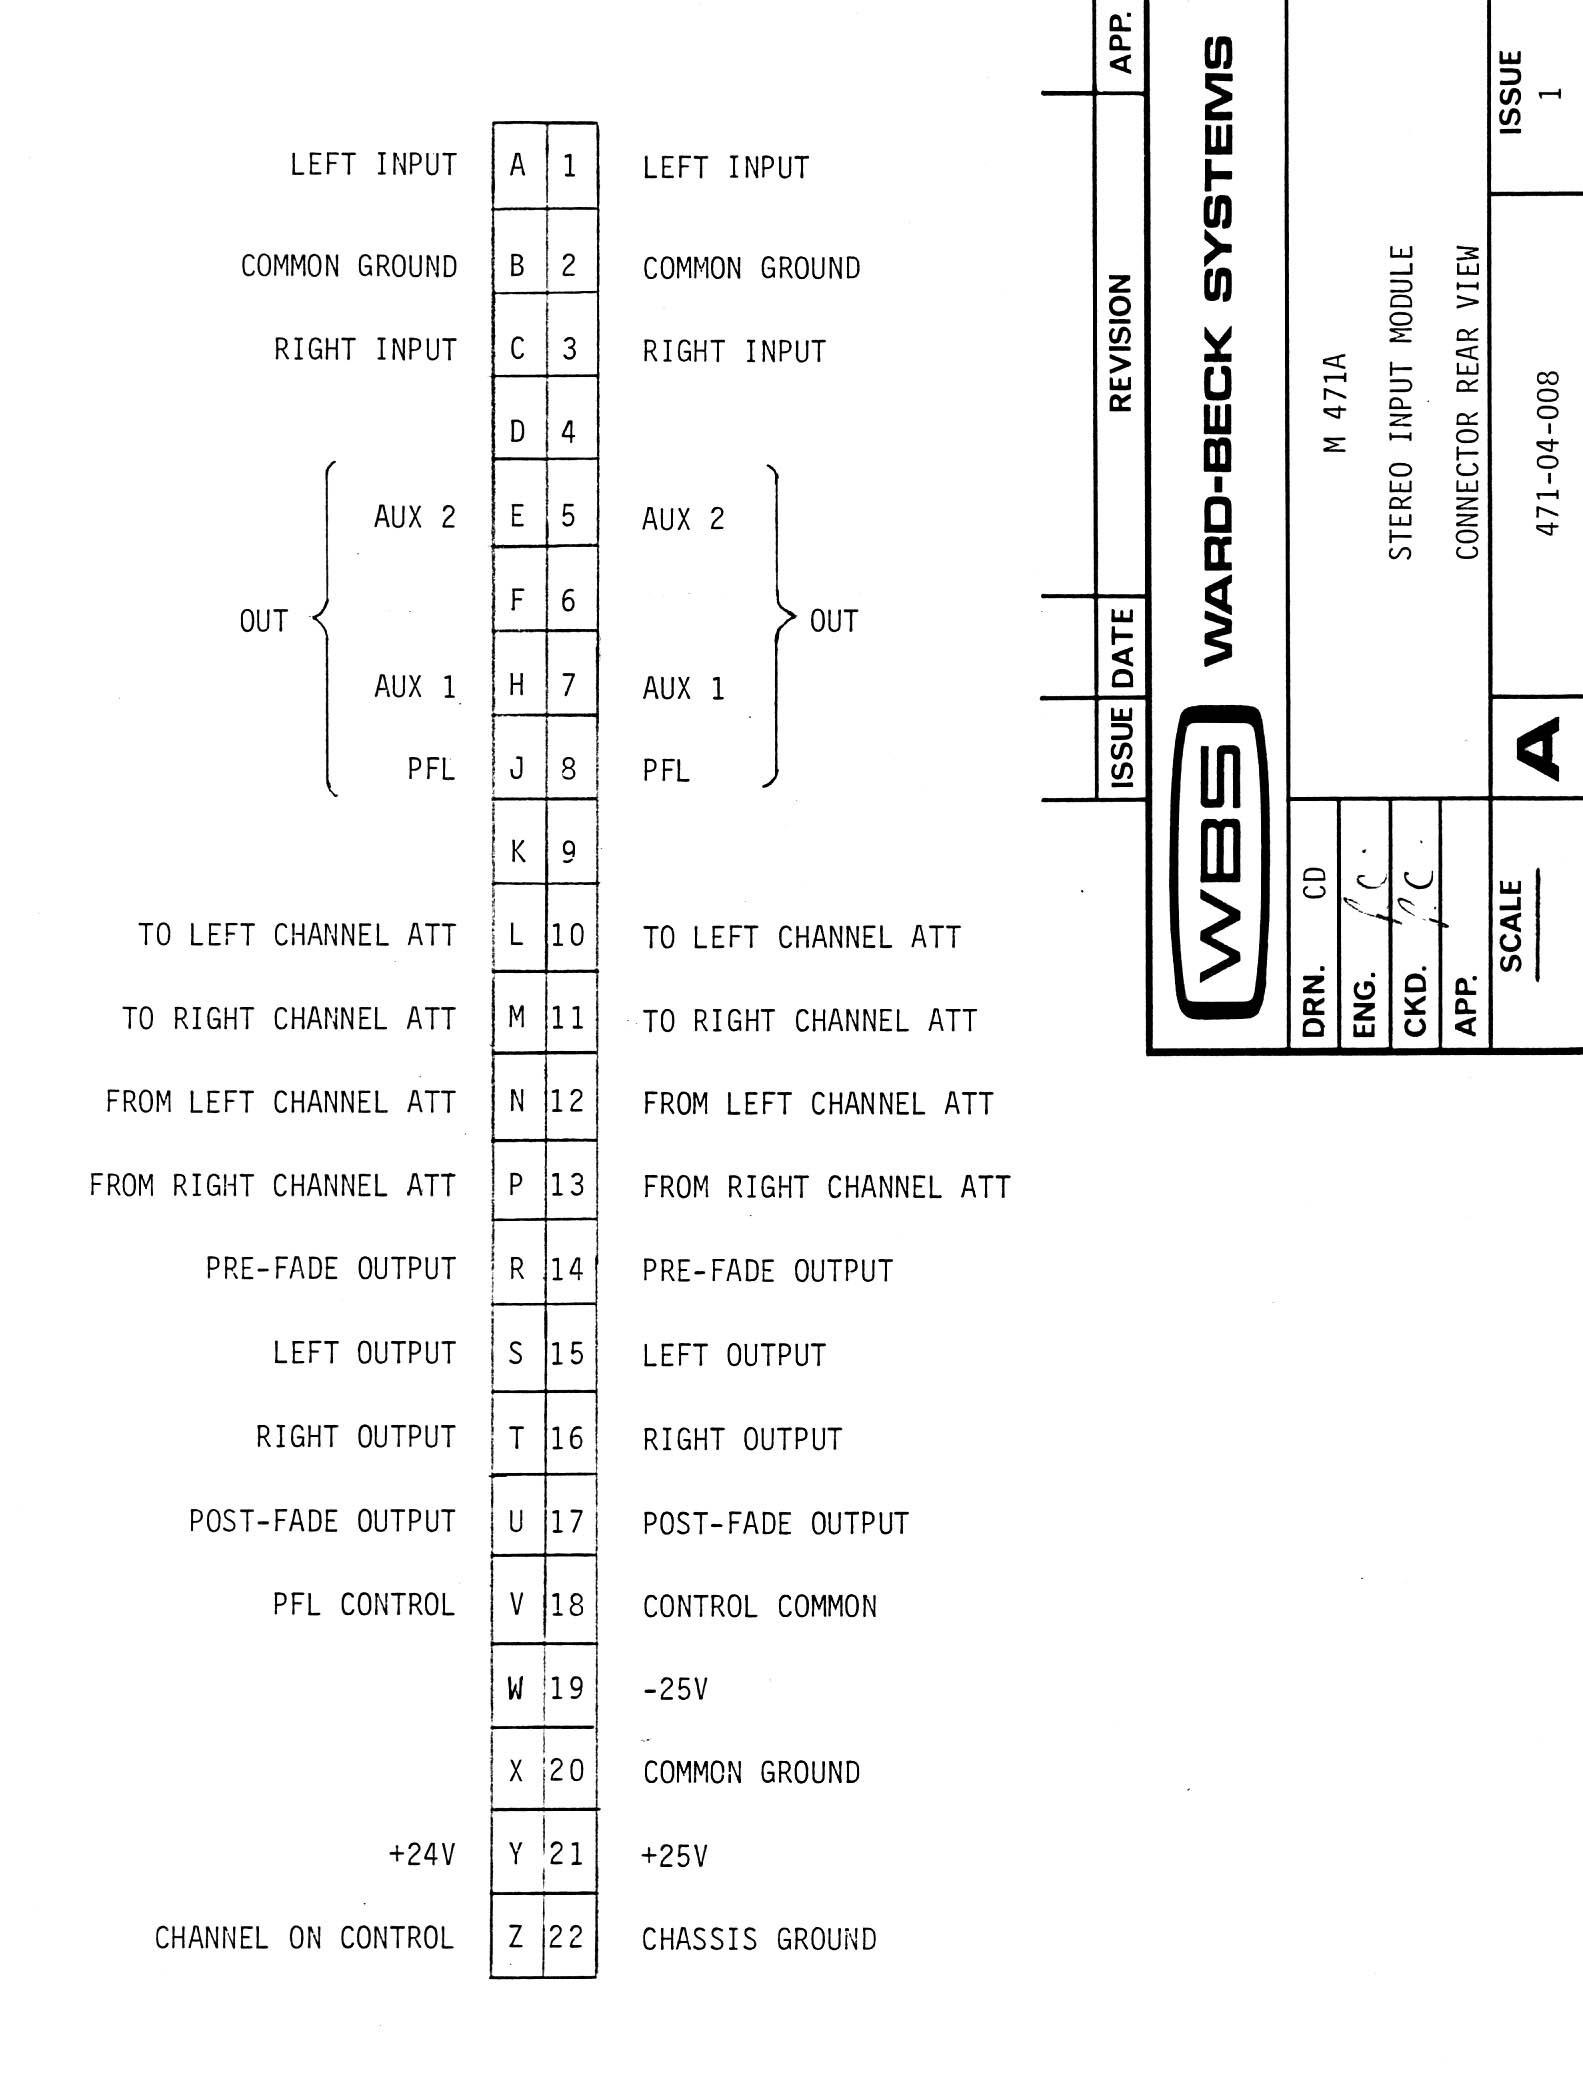 LEFT INPUT A 1 LEFT INPUT
COMMON GROUND B 2 COMMON GROUND
RIGHT INPUT C 3 RIGHT INPUT
D 4
AUX 2 E 5 AUX 2
F 6
OUT OUT
AUX 1 H 7 AUX 1
PFL J 8 PFL
K 9
TO LEFT CHANNEL ATT L 10 TO LEFT CHANNEL ATT
TO RIGHT CHANNEL ATT M 11 TO RIGHT CHANNEL ATT
FROM LEFT CHANNEL ATT N 12 FROM LEFT CHANNEL ATT
FROM RIGHT CHANNEL ATT P 13 FROM RIGHT CHANNEL ATT
PRE-FADE OUTPUT R 14 PRE-FADE OUTPUT
LEFT OUTPUT S 15 LEFT OUTPUT
RIGHT OUTPUT T 16 RIGHT OUTPUT
POST-FADE OUTPUT U 17 POST-FADE OUTPUT
PFL CONTROL V 18 CONTROL COMMON
W 19 -25V
X 20 COMMON GROUND
+24V Y 21 +25V
CHANNEL ON CONTROL Z 22 CHASSIS GROUND
ISSUE DATE REVISION APP.
WBS WARD-BECK SYSTEMS
DRN. CD
ENG.
CKD.
APP.
M 471A
STEREO INPUT MODULE
CONNECTOR REAR VIEW
SCALE
A
471-04-008
ISSUE
1